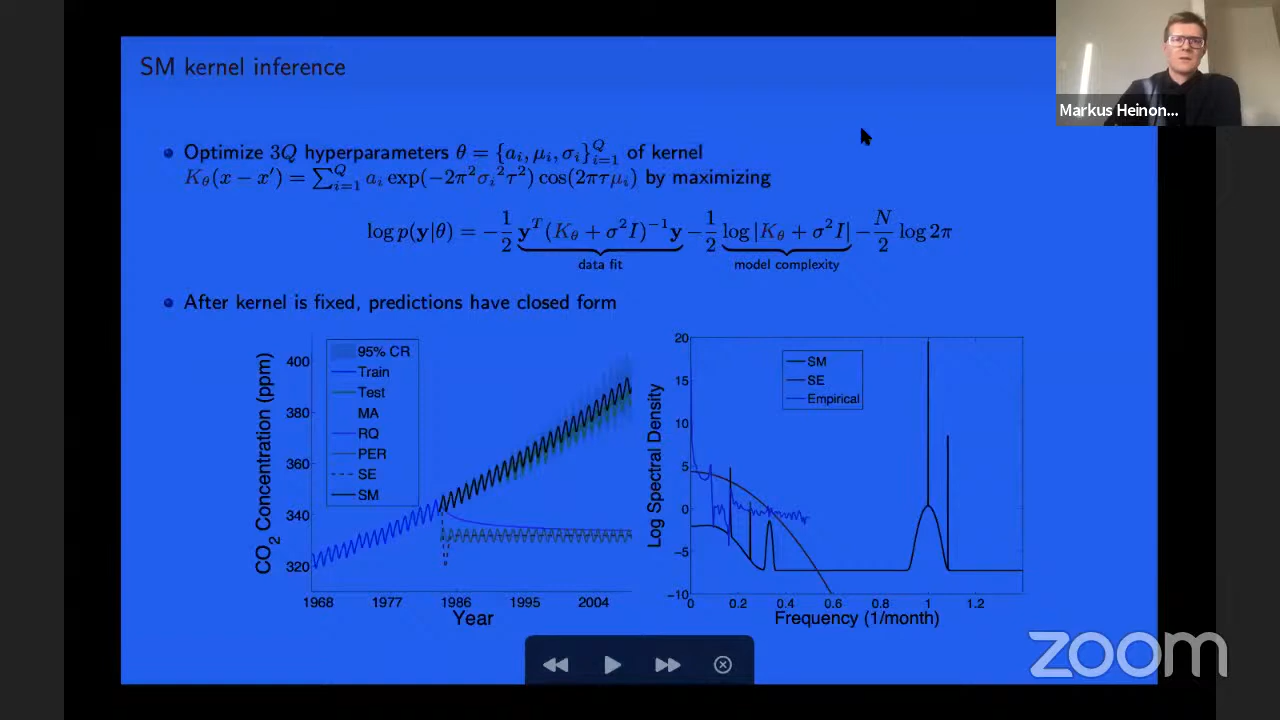 SM kernel inference
Markus Heinon...
Optimize 3Q hyperparameters θ = {a_i, μ_i, σ_i}_{i=1}^Q of kernel
K_θ(x − x′) = ∑_{i=1}^Q a_i exp(−2π²σ_i²τ²) cos(2πτμ_i) by maximizing
log p(y|θ) = −1/2 y^T(K_θ + σ²I)^{−1}y −1/2 log |K_θ + σ²I| −N/2 log 2π
data fit
model complexity
After kernel is fixed, predictions have closed form
CO₂ Concentration (ppm)
400
380
360
340
320
95% CR
Train
Test
MA
RQ
PER
SE
SM
1968 1977 1986 1995 2004
Year
Log Spectral Density
20
15
10
5
0
−5
−10
SM
SE
Empirical
0 0.2 0.4 0.6 0.8 1 1.2
Frequency (1/month)
zoom